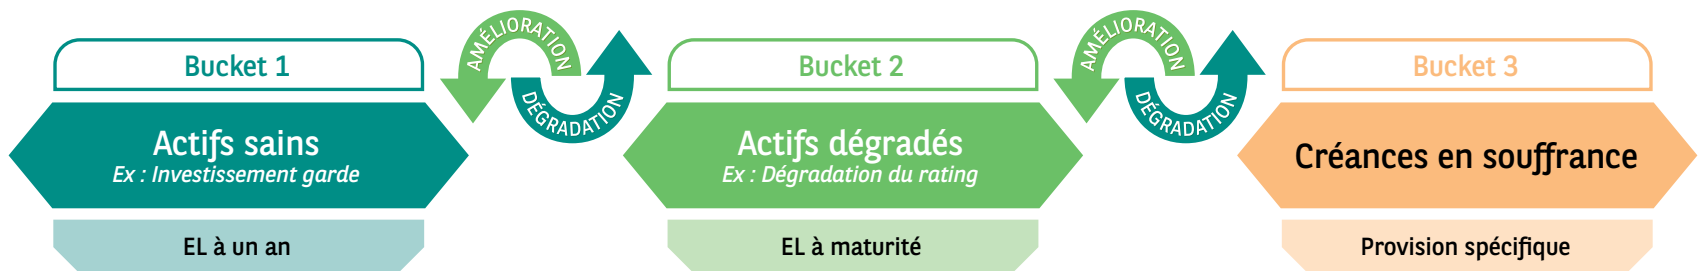 Bucket 1
Actifs sains
Ex : Investissement garde
EL à un an
AMÉLIORATION
DÉGRADATION
Bucket 2
Actifs dégradés
Ex : Dégradation du rating
EL à maturité
AMÉLIORATION
DÉGRADATION
Bucket 3
Créances en souffrance
Provision spécifique